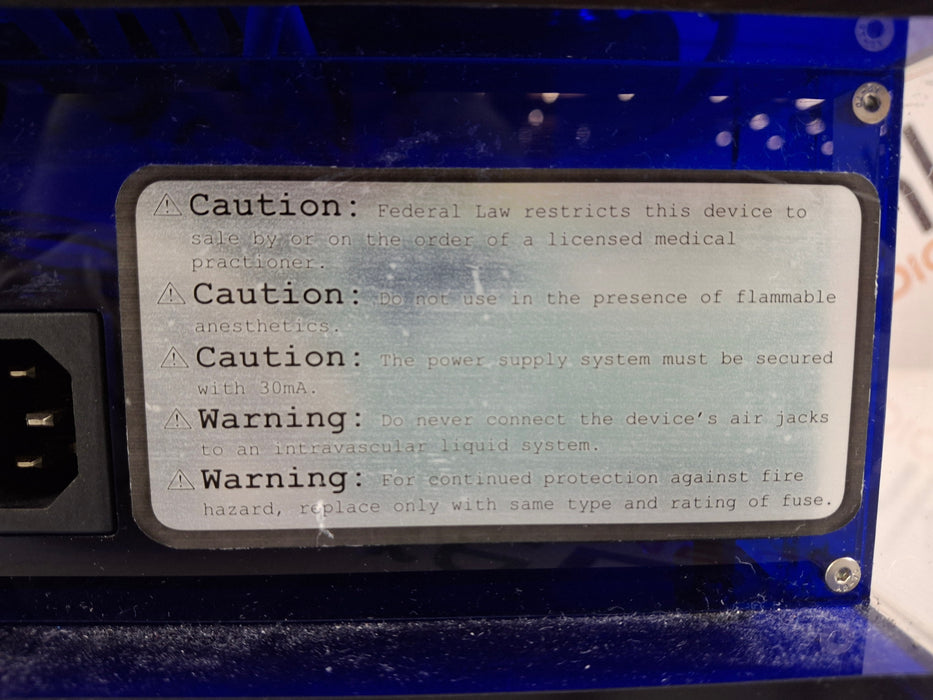 ⚠ Caution: Federal Law restricts this device to
sale by or on the order of a licensed medical
practioner.
⚠ Caution: Do not use in the presence of flammable
anesthetics.
⚠ Caution: The power supply system must be secured
with 30mA.
⚠ Warning: Do never connect the device's air jacks
to an intravascular liquid system.
⚠ Warning: For continued protection against fire
hazard, replace only with same type and rating of fuse.